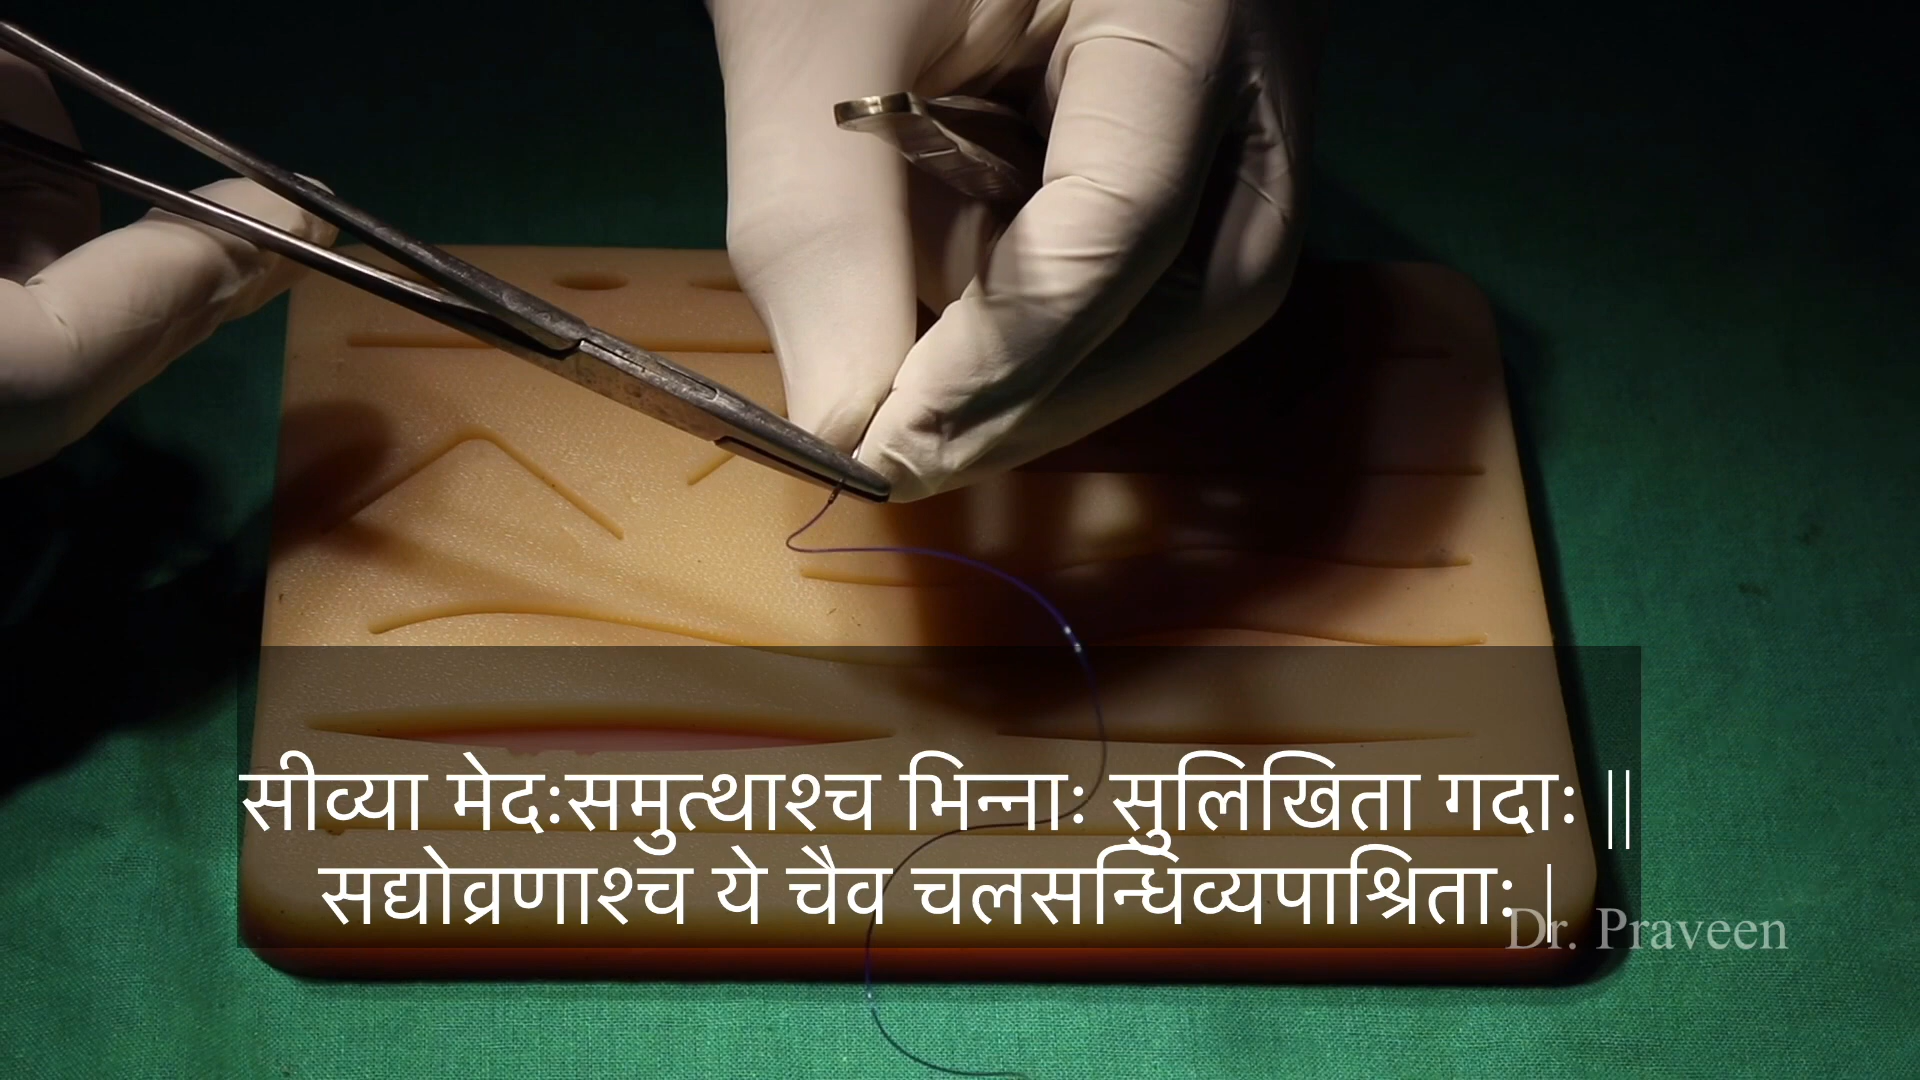 सीव्या मेदःसमुत्थाश्च भिन्नाः सुलिखिता गदाः ||
सद्योव्रणाश्च ये चैव चलसन्धिव्यपाश्रिताः |
Dr. Praveen